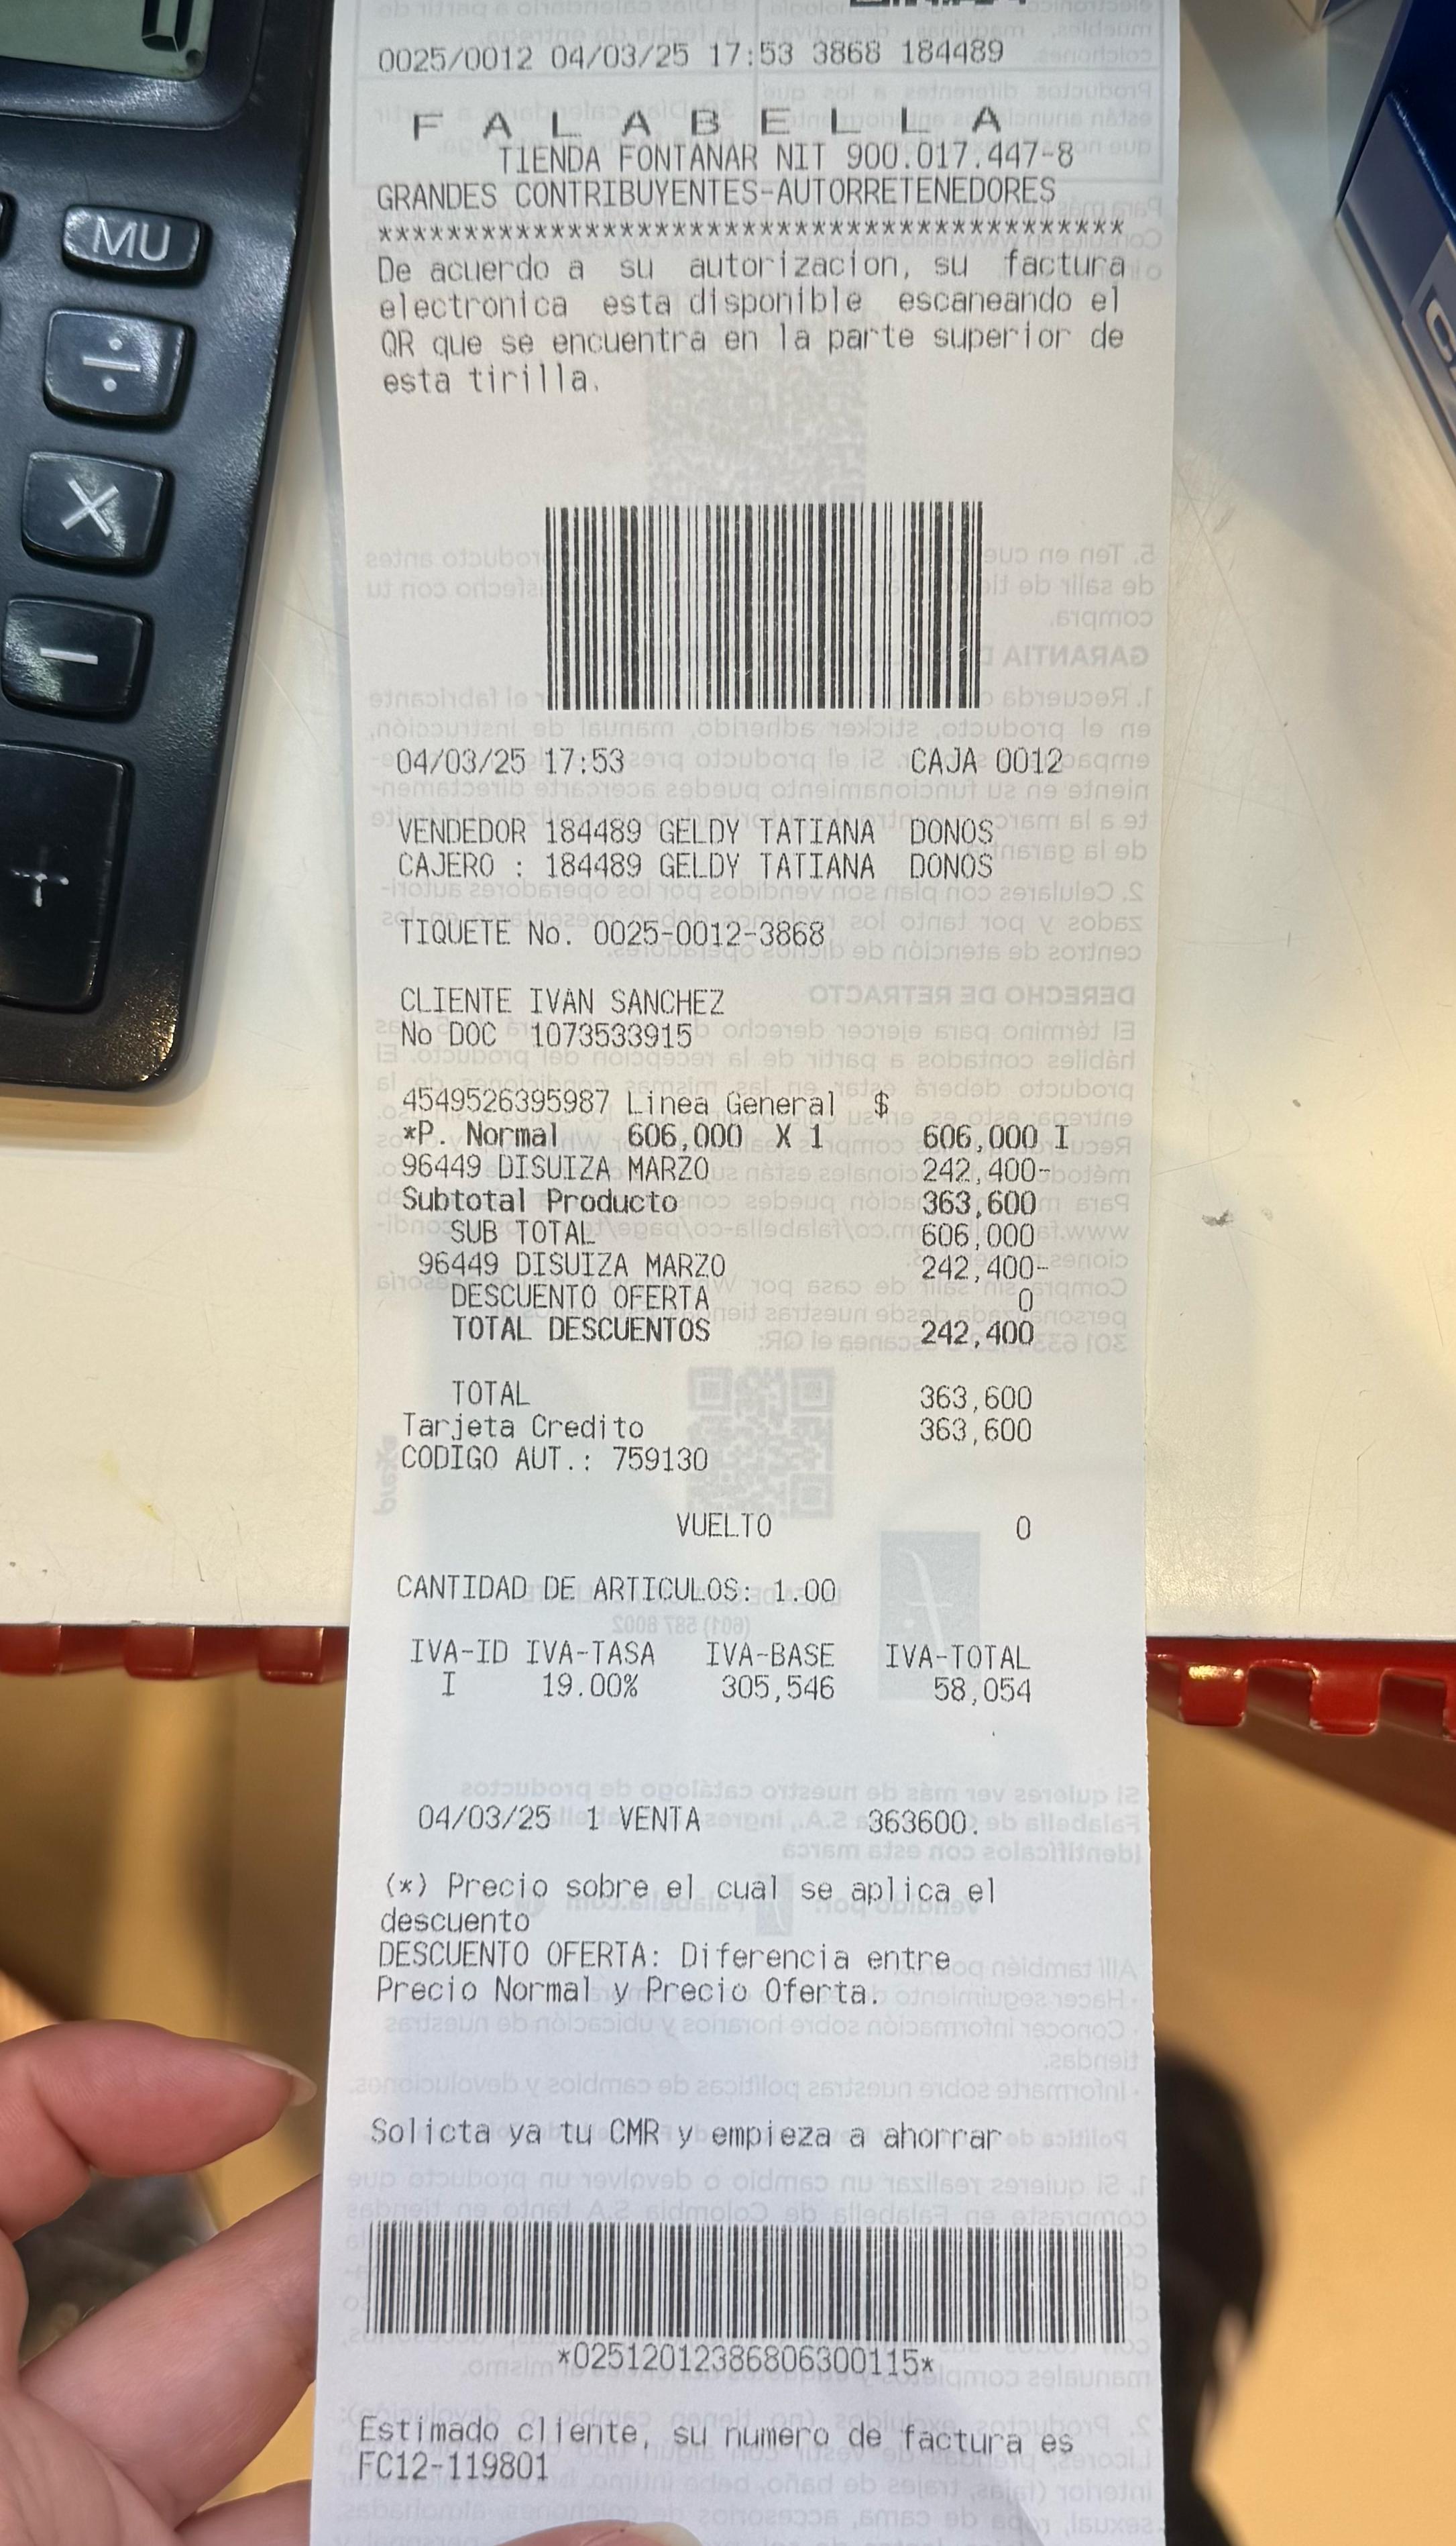 0025/0012 04/03/25 17:53 3868 184489
F A L A B E L L A
TIENDA FONTANAR NIT 900.017.447-8
GRANDES CONTRIBUYENTES-AUTORRETENEDORES
********************************************
De acuerdo a su autorizacion, su factura
electronica esta disponible escaneando el
QR que se encuentra en la parte superior de
esta tirilla.
04/03/25 17:53 CAJA 0012
VENDEDOR 184489 GELDY TATIANA DONOS
CAJERO : 184489 GELDY TATIANA DONOS
TIQUETE No. 0025-0012-3868
CLIENTE IVAN SANCHEZ
No DOC 1073533915
4549526395987 Linea General $
*P. Normal 606,000 X 1 606,000 I
96449 DISUIZA MARZO 242,400-
Subtotal Producto 363,600
SUB TOTAL 606,000
96449 DISUIZA MARZO 242,400-
DESCUENTO OFERTA 0
TOTAL DESCUENTOS 242,400
TOTAL 363,600
Tarjeta Credito 363,600
CODIGO AUT.: 759130
VUELTO 0
CANTIDAD DE ARTICULOS: 1.00
IVA-ID IVA-TASA IVA-BASE IVA-TOTAL
I 19.00% 305,546 58,054
04/03/25 1 VENTA 363600.
(*) Precio sobre el cual se aplica el
descuento
DESCUENTO OFERTA: Diferencia entre
Precio Normal y Precio Oferta.
Solicta ya tu CMR y empieza a ahorrar
*02512012386806300115*
Estimado cliente, su numero de factura es
FC12-119801
MU
÷
×
−
+